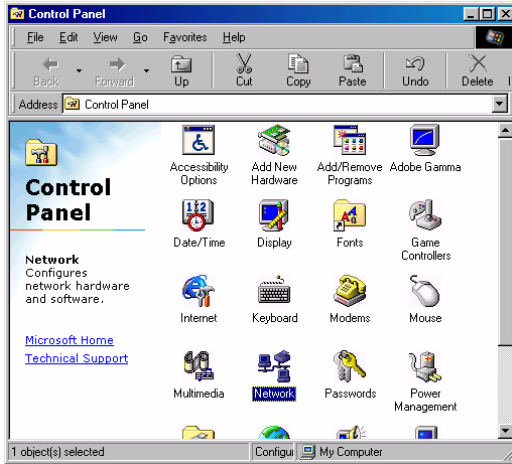 Control Panel
File Edit View Go Favorites Help
Back Forward Up Cut Copy Paste Undo Delete
Address Control Panel
Control
Panel
Network
Configures
network hardware
and software.
Microsoft Home
Technical Support
Accessibility
Options
Add New
Hardware
Add/Remove
Programs
Adobe Gamma
Date/Time
Display
Fonts
Game
Controllers
Internet
Keyboard
Modems
Mouse
Multimedia
Network
Passwords
Power
Management
1 object(s) selected
Configu
My Computer